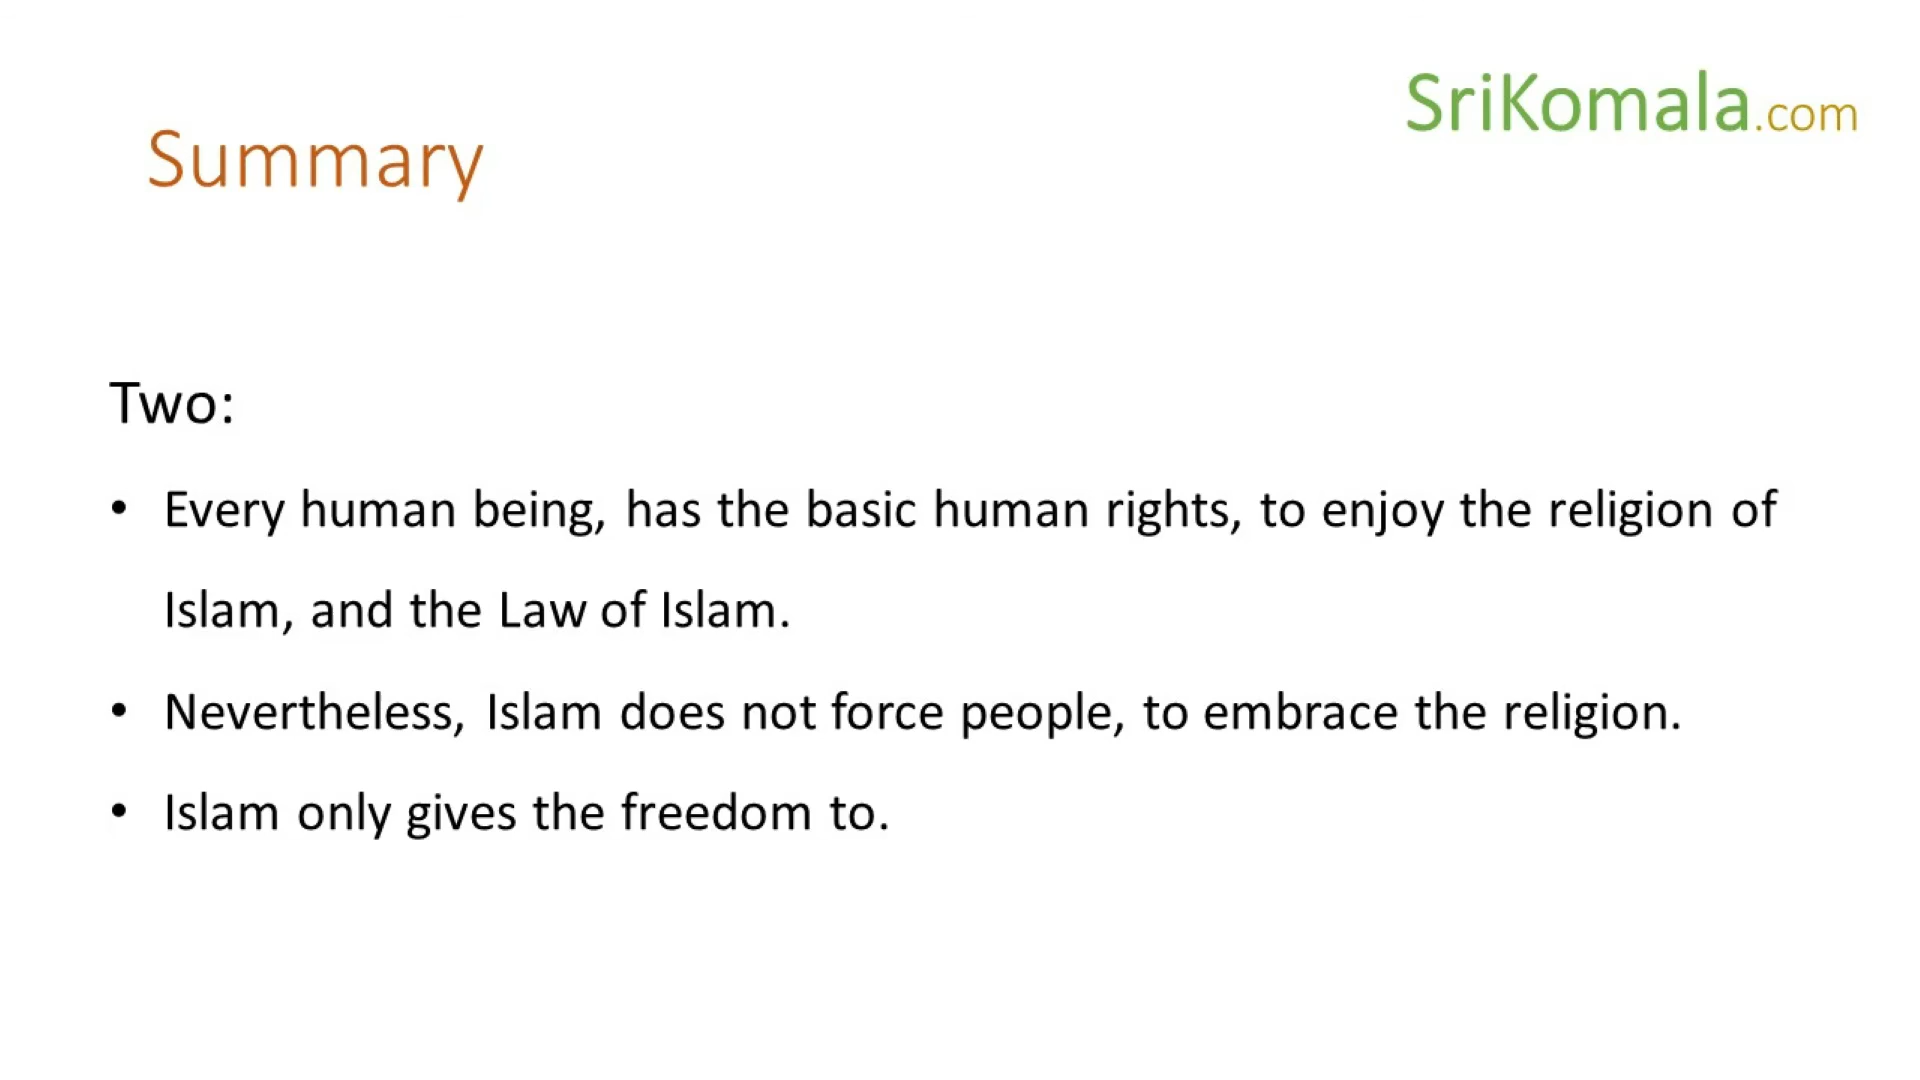 SriKomala.com
Summary
Two:
• Every human being, has the basic human rights, to enjoy the religion of
Islam, and the Law of Islam.
• Nevertheless, Islam does not force people, to embrace the religion.
• Islam only gives the freedom to.